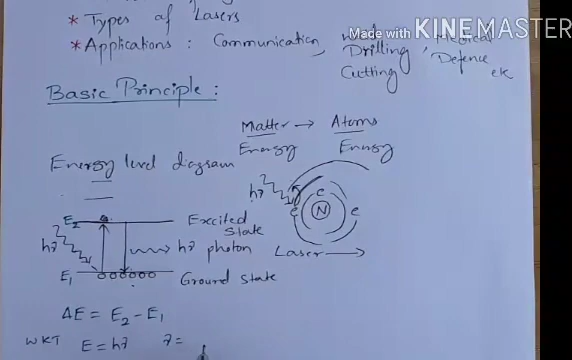 * Types of Lasers
Made with KINEMASTER
* Applications : Communication, Medical
Drilling, Defence
Cutting etc
Basic Principle :
Matter → Atoms
Energy Energy
Energy level diagram
hν
e
e N e
E2 Excited state
hν hν photon
Laser →
E1 Ground state
ΔE = E2 - E1
WKT E = hν ν =